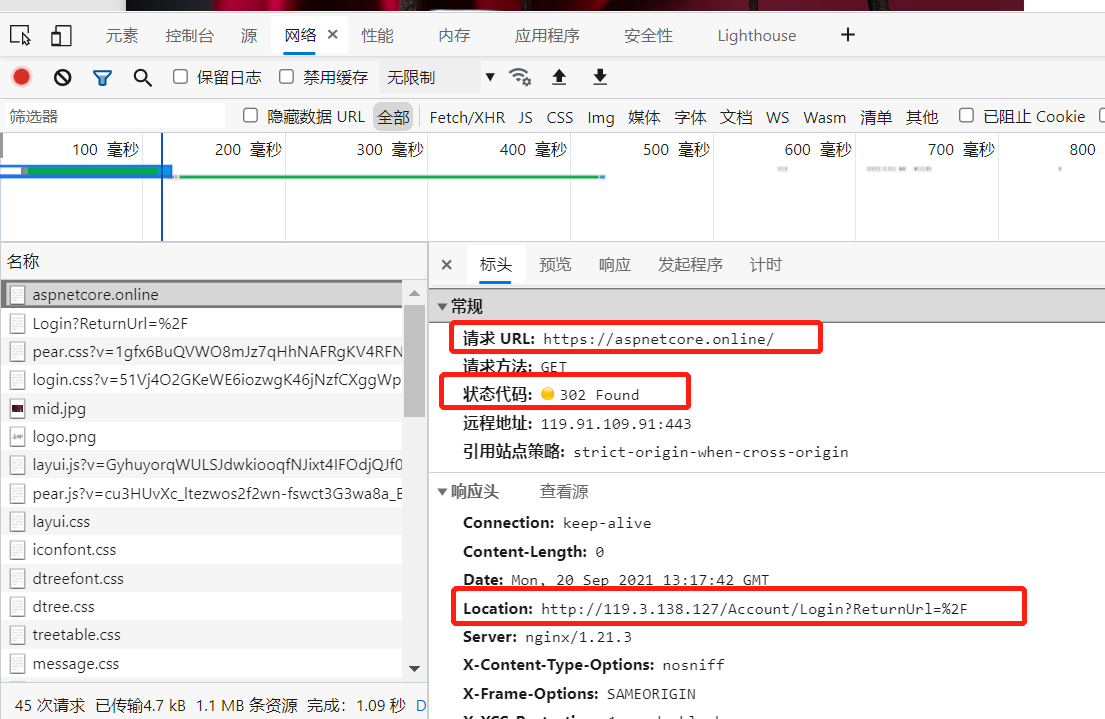 元素 控制台 源 网络 性能 内存 应用程序 安全性 Lighthouse
保留日志 禁用缓存 无限制
筛选器 隐藏数据 URL 全部 Fetch/XHR JS CSS Img 媒体 字体 文档 WS Wasm 清单 其他 已阻止 Cookie
100 毫秒 200 毫秒 300 毫秒 400 毫秒 500 毫秒 600 毫秒 700 毫秒 800
名称
aspnetcore.online
Login?ReturnUrl=%2F
pear.css?v=1gfx6BuQVWO8mJz7qHhNAFRgKV4RFN
login.css?v=51Vj4O2GKeWE6iozwgK46jNzfCXggWp
mid.jpg
logo.png
layui.js?v=GyhuyorqWULSJdwkiooqfNJixt4IFOdjQJf0
pear.js?v=cu3HUvXc_ltezwos2f2wn-fswct3G3wa8a_E
layui.css
iconfont.css
dtreefont.css
dtree.css
treetable.css
message.css
45 次请求 已传输4.7 kB 1.1 MB 条资源 完成: 1.09 秒 D
标头 预览 响应 发起程序 计时
常规
请求 URL: https://aspnetcore.online/
请求方法: GET
状态代码: 302 Found
远程地址: 119.91.109.91:443
引用站点策略: strict-origin-when-cross-origin
响应头 查看源
Connection: keep-alive
Content-Length: 0
Date: Mon, 20 Sep 2021 13:17:42 GMT
Location: http://119.3.138.127/Account/Login?ReturnUrl=%2F
Server: nginx/1.21.3
X-Content-Type-Options: nosniff
X-Frame-Options: SAMEORIGIN